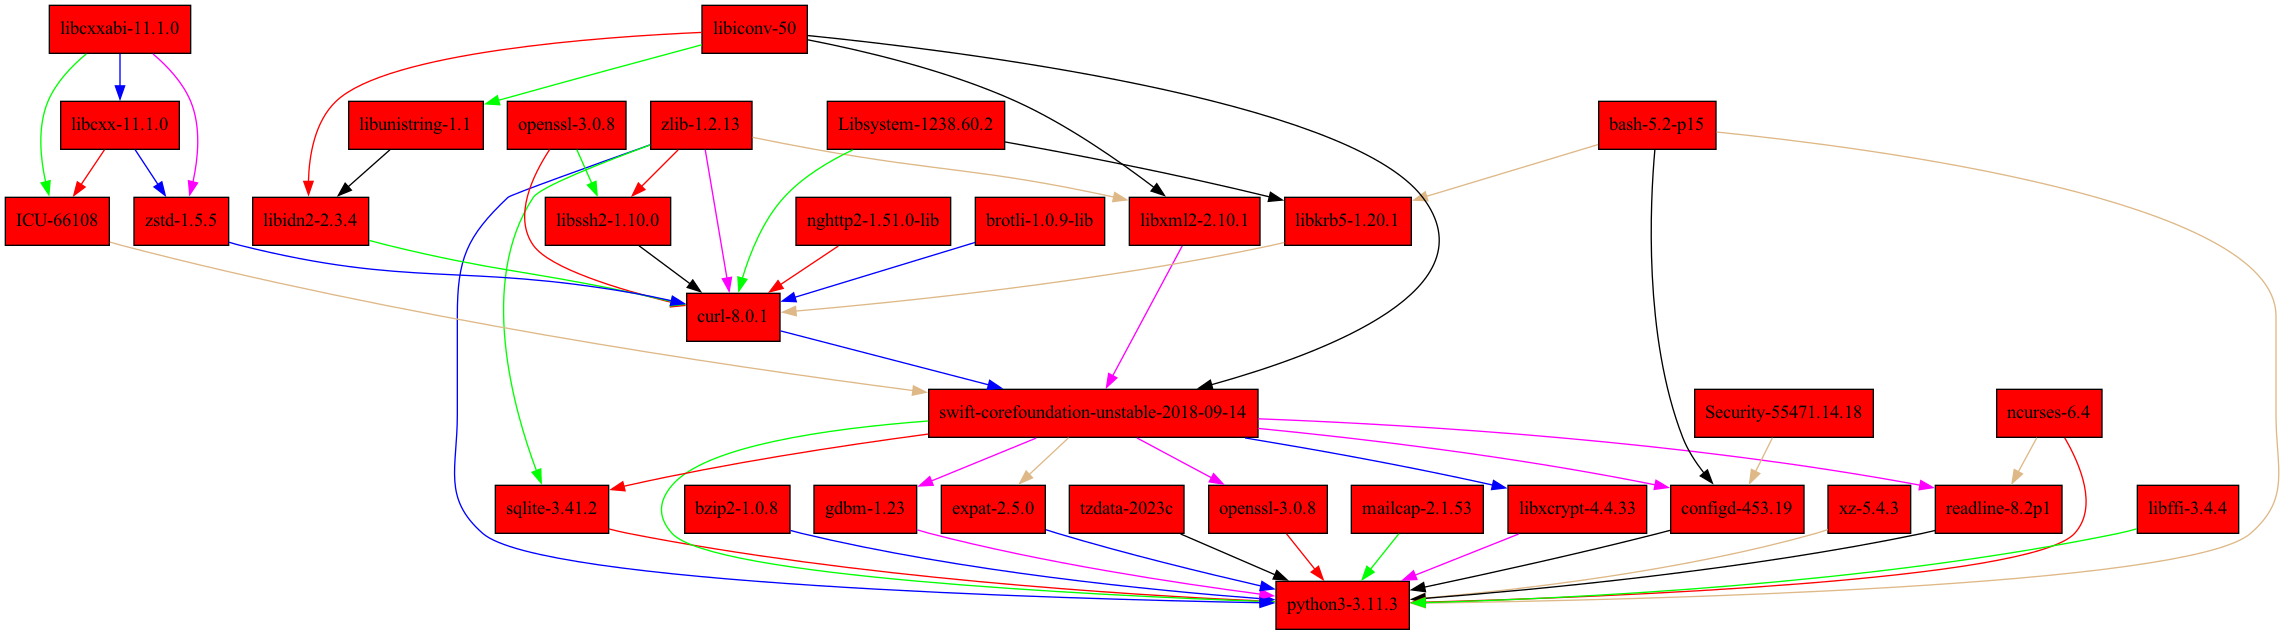 libcxxabi-11.1.0
libiconv-50
libcxx-11.1.0
libunistring-1.1
openssl-3.0.8
zlib-1.2.13
Libsystem-1238.60.2
bash-5.2-p15
ICU-66108
zstd-1.5.5
libidn2-2.3.4
libssh2-1.10.0
nghttp2-1.51.0-lib
brotli-1.0.9-lib
libxml2-2.10.1
libkrb5-1.20.1
curl-8.0.1
swift-corefoundation-unstable-2018-09-14
Security-55471.14.18
ncurses-6.4
sqlite-3.41.2
bzip2-1.0.8
gdbm-1.23
expat-2.5.0
tzdata-2023c
openssl-3.0.8
mailcap-2.1.53
libxcrypt-4.4.33
configd-453.19
xz-5.4.3
readline-8.2p1
libffi-3.4.4
python3-3.11.3